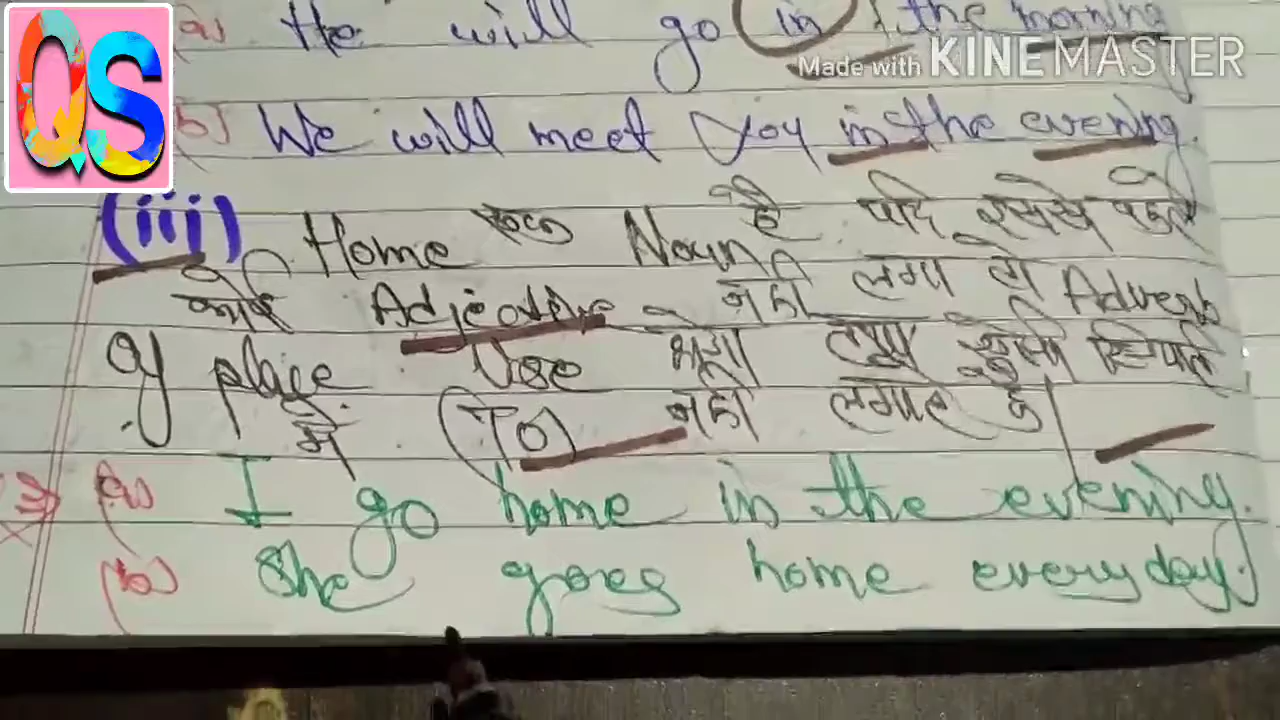 QS
(a) He will go in the morning
Made with KINEMASTER
(b) We will meet you in the evening.
(iii) Home एक Noun है यदि इससे पहले
कोई Adjective नहीं लगा हो Adverb
of place Use होगा तथा ऐसी स्थिति
में (To) नहीं लगाते है।
(a) I go home in the evening.
(b) She goes home everyday.